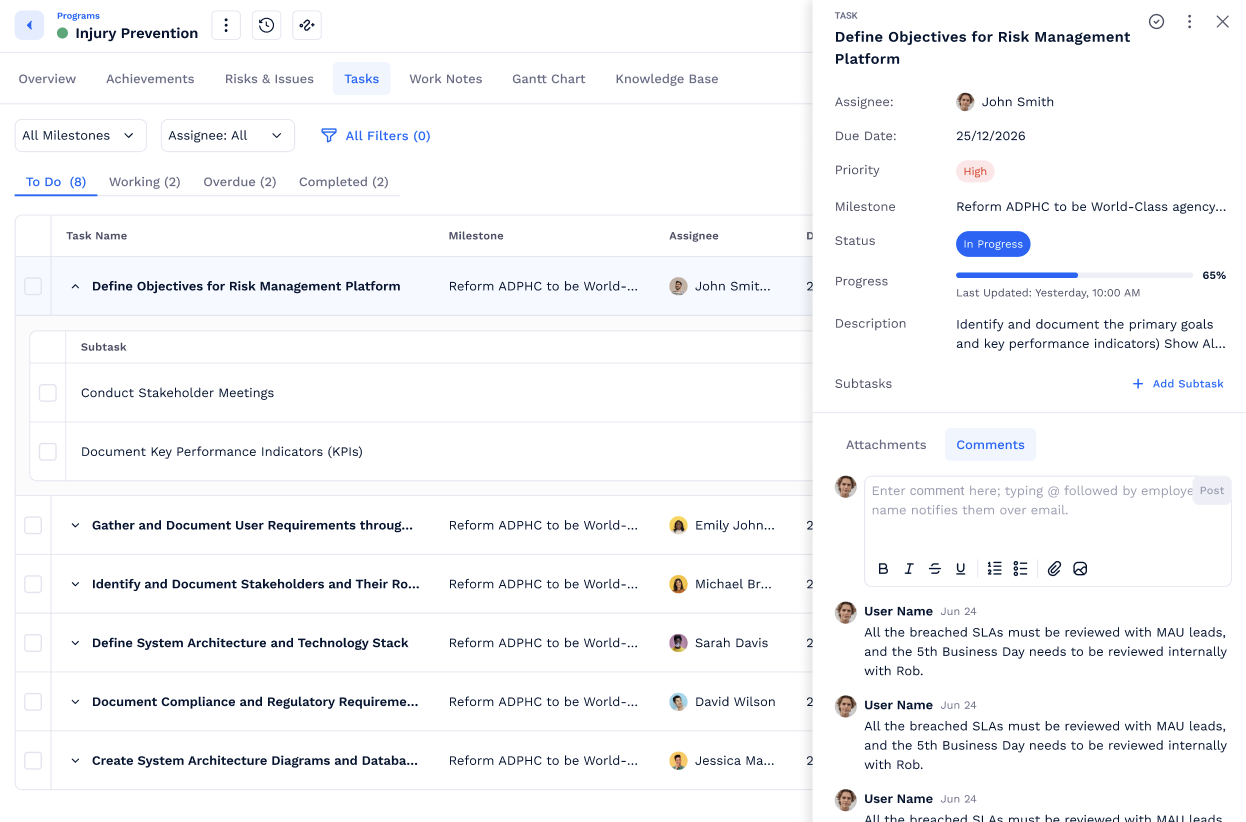 Programs
Injury Prevention
Overview
Achievements
Risks & Issues
Tasks
Work Notes
Gantt Chart
Knowledge Base
All Milestones
Assignee: All
All Filters (0)
To Do (8)
Working (2)
Overdue (2)
Completed (2)
Task Name
Milestone
Assignee
D
Define Objectives for Risk Management Platform
Reform ADPHC to be World-...
John Smit...
2
Subtask
Conduct Stakeholder Meetings
Document Key Performance Indicators (KPIs)
Gather and Document User Requirements throug...
Reform ADPHC to be World-...
Emily John...
2
Identify and Document Stakeholders and Their Ro...
Reform ADPHC to be World-...
Michael Br...
2
Define System Architecture and Technology Stack
Reform ADPHC to be World-...
Sarah Davis
2
Document Compliance and Regulatory Requireme...
Reform ADPHC to be World-...
David Wilson
2
Create System Architecture Diagrams and Databa...
Reform ADPHC to be World-...
Jessica Ma...
2
TASK
Define Objectives for Risk Management
Platform
Assignee:
John Smith
Due Date:
25/12/2026
Priority
High
Milestone
Reform ADPHC to be World-Class agency...
Status
In Progress
Progress
65%
Last Updated: Yesterday, 10:00 AM
Description
Identify and document the primary goals
and key performance indicators) Show Al...
Subtasks
Add Subtask
Attachments
Comments
Enter comment here; typing @ followed by employe
Post
name notifies them over email.
B I S U
User Name Jun 24
All the breached SLAs must be reviewed with MAU leads,
and the 5th Business Day needs to be reviewed internally
with Rob.
User Name Jun 24
All the breached SLAs must be reviewed with MAU leads,
and the 5th Business Day needs to be reviewed internally
with Rob.
User Name Jun 24
All the breached SLAs must be reviewed with MAU leads,